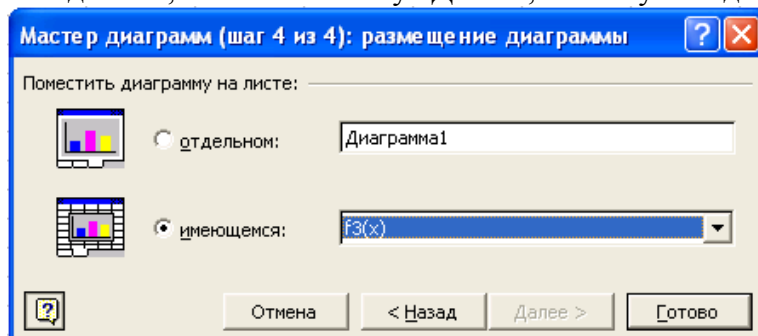 Мастер диаграмм (шаг 4 из 4): размещение диаграммы
Поместить диаграмму на листе:
отдельном: Диаграмма1
имеющемся: f3(x)
Отмена < Назад Далее > Готово